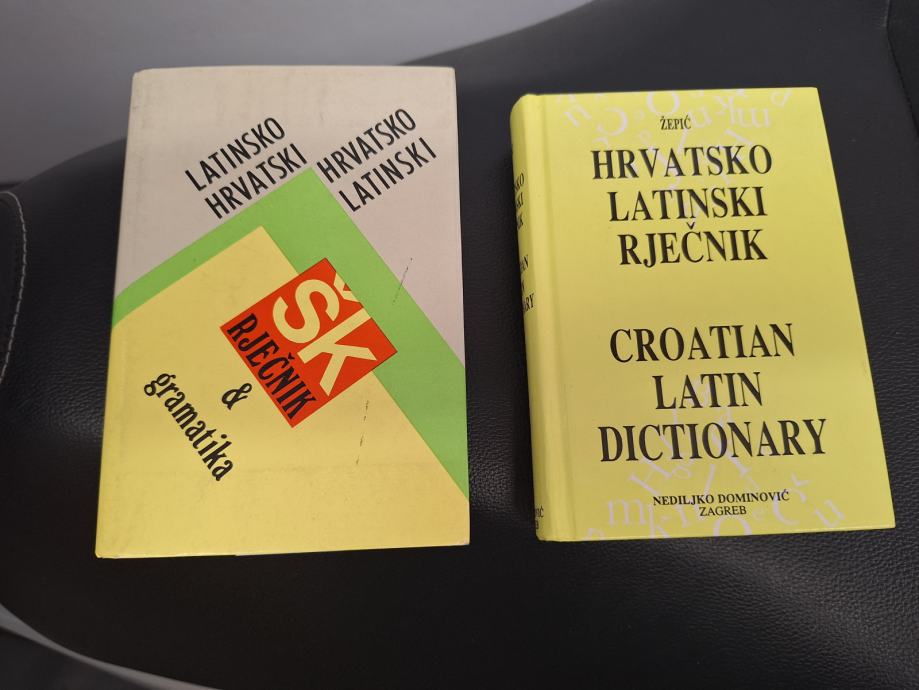 LATINSKO
HRVATSKI
HRVATSKO
LATINSKI
šk
RJEČNIK
&
gramatika
ŽEPIĆ
HRVATSKO
LATINSKI
RJEČNIK
CROATIAN
LATIN
DICTIONARY
NEDILJKO DOMINOVIĆ
ZAGREB